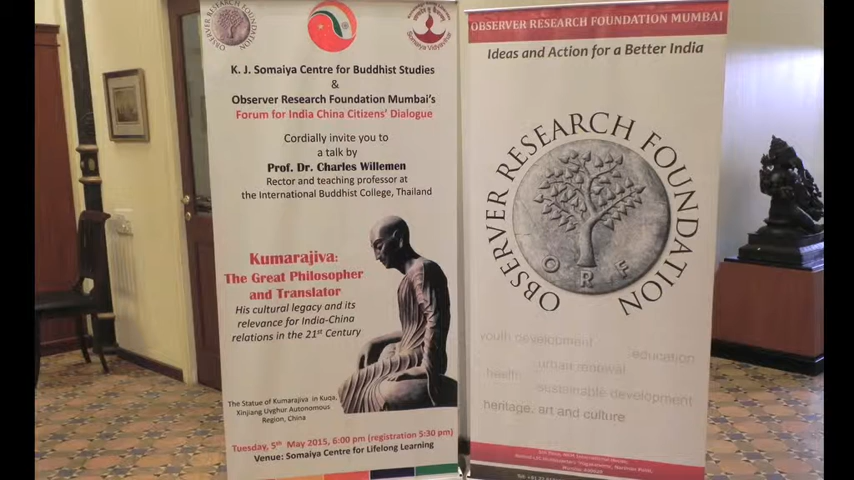 OBSERVER RESEARCH FOUNDATION
Somaiya Vidyavihar
K. J. Somaiya Centre for Buddhist Studies
&
Observer Research Foundation Mumbai's
Forum for India China Citizens' Dialogue
Cordially invite you to
a talk by
Prof. Dr. Charles Willemen
Rector and teaching professor at
the International Buddhist College, Thailand
Kumarajiva:
The Great Philosopher
and Translator
His cultural legacy and its
relevance for India-China
relations in the 21st Century
The Statue of Kumarajiva in Kuqa,
Xinjiang Uyghur Autonomous
Region, China
Tuesday, 5th May 2015, 6:00 pm (registration 5:30 pm)
Venue: Somaiya Centre for Lifelong Learning
OBSERVER RESEARCH FOUNDATION MUMBAI
Ideas and Action for a Better India
OBSERVER RESEARCH FOUNDATION
ORF
youth development
education
urban renewal
health
sustainable development
heritage, art and culture